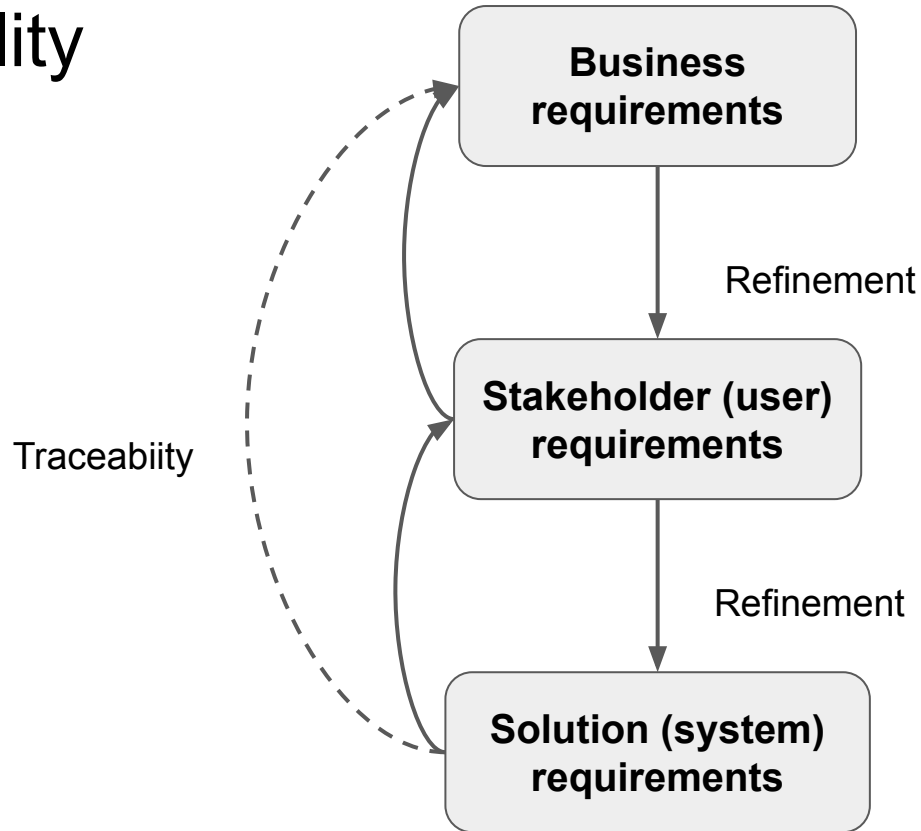 lity
Business
requirements
Refinement
Stakeholder (user)
requirements
Traceabiity
Refinement
Solution (system)
requirements